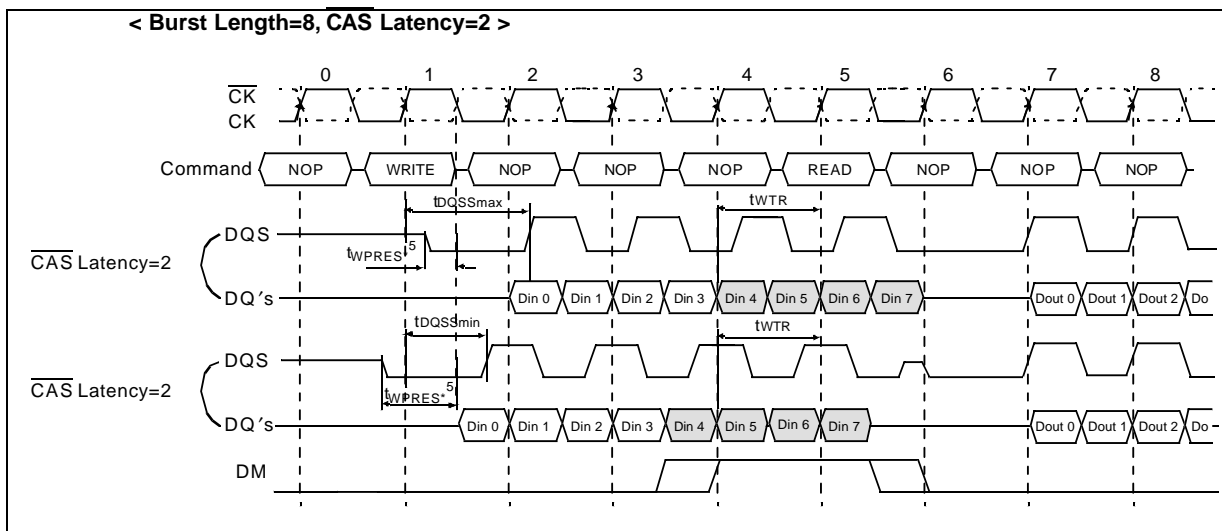 < Burst Length=8, CAS Latency=2 >
0 1 2 3 4 5 6 7 8
CK
CK
Command NOP WRITE NOP NOP NOP READ NOP NOP NOP
tDQSSmax tWTR
DQS
tWPRES*5
CAS Latency=2
DQ's Din 0 Din 1 Din 2 Din 3 Din 4 Din 5 Din 6 Din 7 Dout 0 Dout 1 Dout 2 Do
tDQSSmin tWTR
DQS
CAS Latency=2
tWPRES*5
DQ's Din 0 Din 1 Din 2 Din 3 Din 4 Din 5 Din 6 Din 7 Dout 0 Dout 1 Dout 2 Do
DM